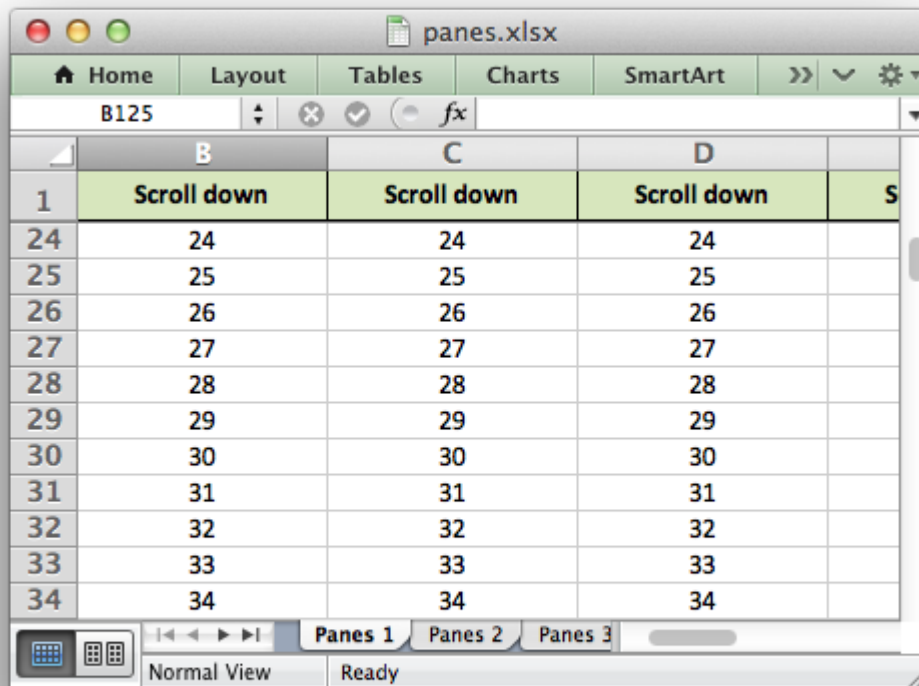 panes.xlsx
Home Layout Tables Charts SmartArt
B125 fx
B C D
1 Scroll down Scroll down Scroll down S
24 24 24 24
25 25 25 25
26 26 26 26
27 27 27 27
28 28 28 28
29 29 29 29
30 30 30 30
31 31 31 31
32 32 32 32
33 33 33 33
34 34 34 34
Panes 1 Panes 2 Panes 3
Normal View Ready